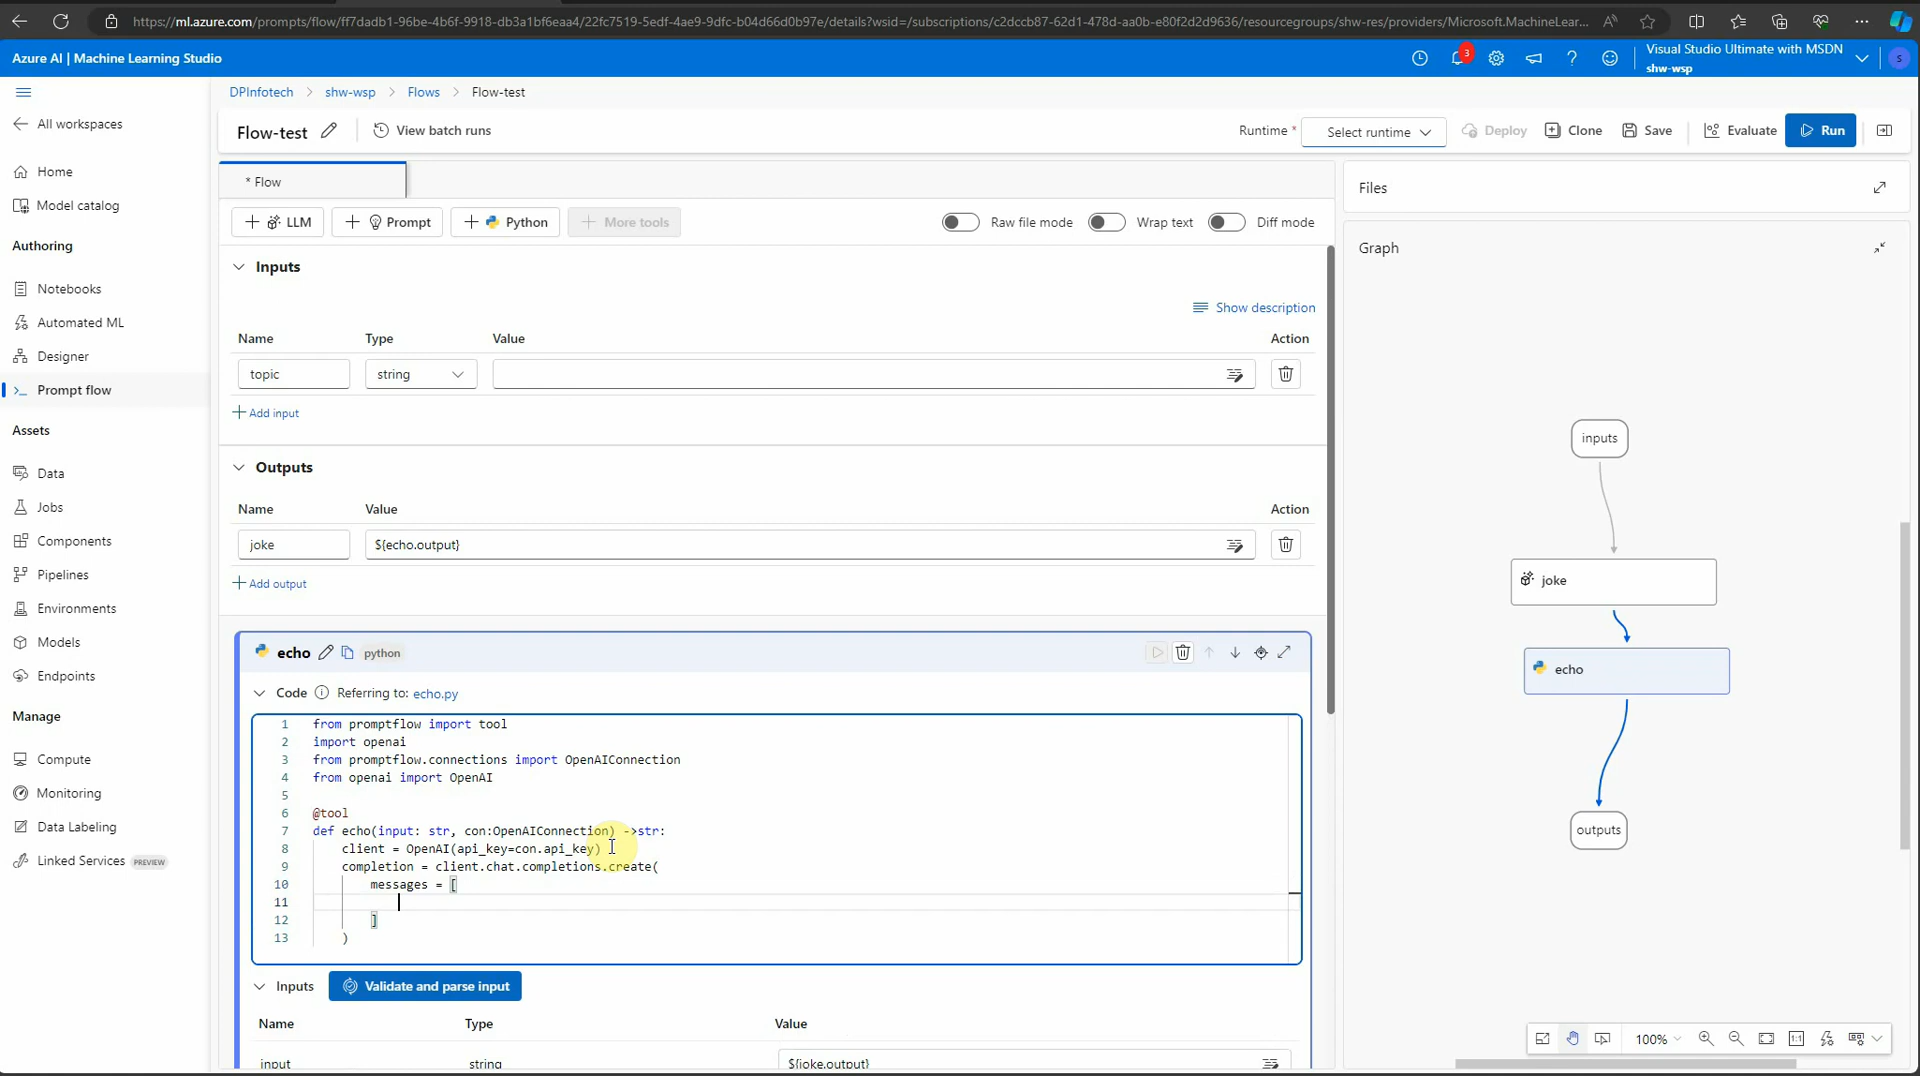 https://ml.azure.com/prompts/flow/ff7dadb1-96be-4b6f-9918-db3a1bf6eaa4/22fc7519-5edf-4ae9-9dfc-b04d66d0b97e/details?wsid=/subscriptions/c2dccb87-62d1-478d-aa0b-e80f2d2d9636/resourcegroups/shw-res/providers/Microsoft.MachineLear...
Azure AI | Machine Learning Studio
3
Visual Studio Ultimate with MSDN
shw-wsp
S
All workspaces
Home
Model catalog
Authoring
Notebooks
Automated ML
Designer
Prompt flow
Assets
Data
Jobs
Components
Pipelines
Environments
Models
Endpoints
Manage
Compute
Monitoring
Data Labeling
Linked Services PREVIEW
DPInfotech > shw-wsp > Flows > Flow-test
Flow-test
View batch runs
Runtime *
Select runtime
Deploy
Clone
Save
Evaluate
Run
* Flow
+ LLM
+ Prompt
+ Python
+ More tools
Raw file mode
Wrap text
Diff mode
Inputs
Show description
Name Type Value Action
topic string
+ Add input
Outputs
Name Value Action
joke ${echo.output}
+ Add output
echo python
Code Referring to: echo.py
1 from promptflow import tool
2 import openai
3 from promptflow.connections import OpenAIConnection
4 from openai import OpenAI
5
6 @tool
7 def echo(input: str, con:OpenAIConnection) ->str:
8 client = OpenAI(api_key=con.api_key)
9 completion = client.chat.completions.create(
10 messages = [
11
12 ]
13 )
Inputs
Validate and parse input
Name Type Value
input string ${joke.output}
Files
Graph
inputs
joke
echo
outputs
100%
1:1